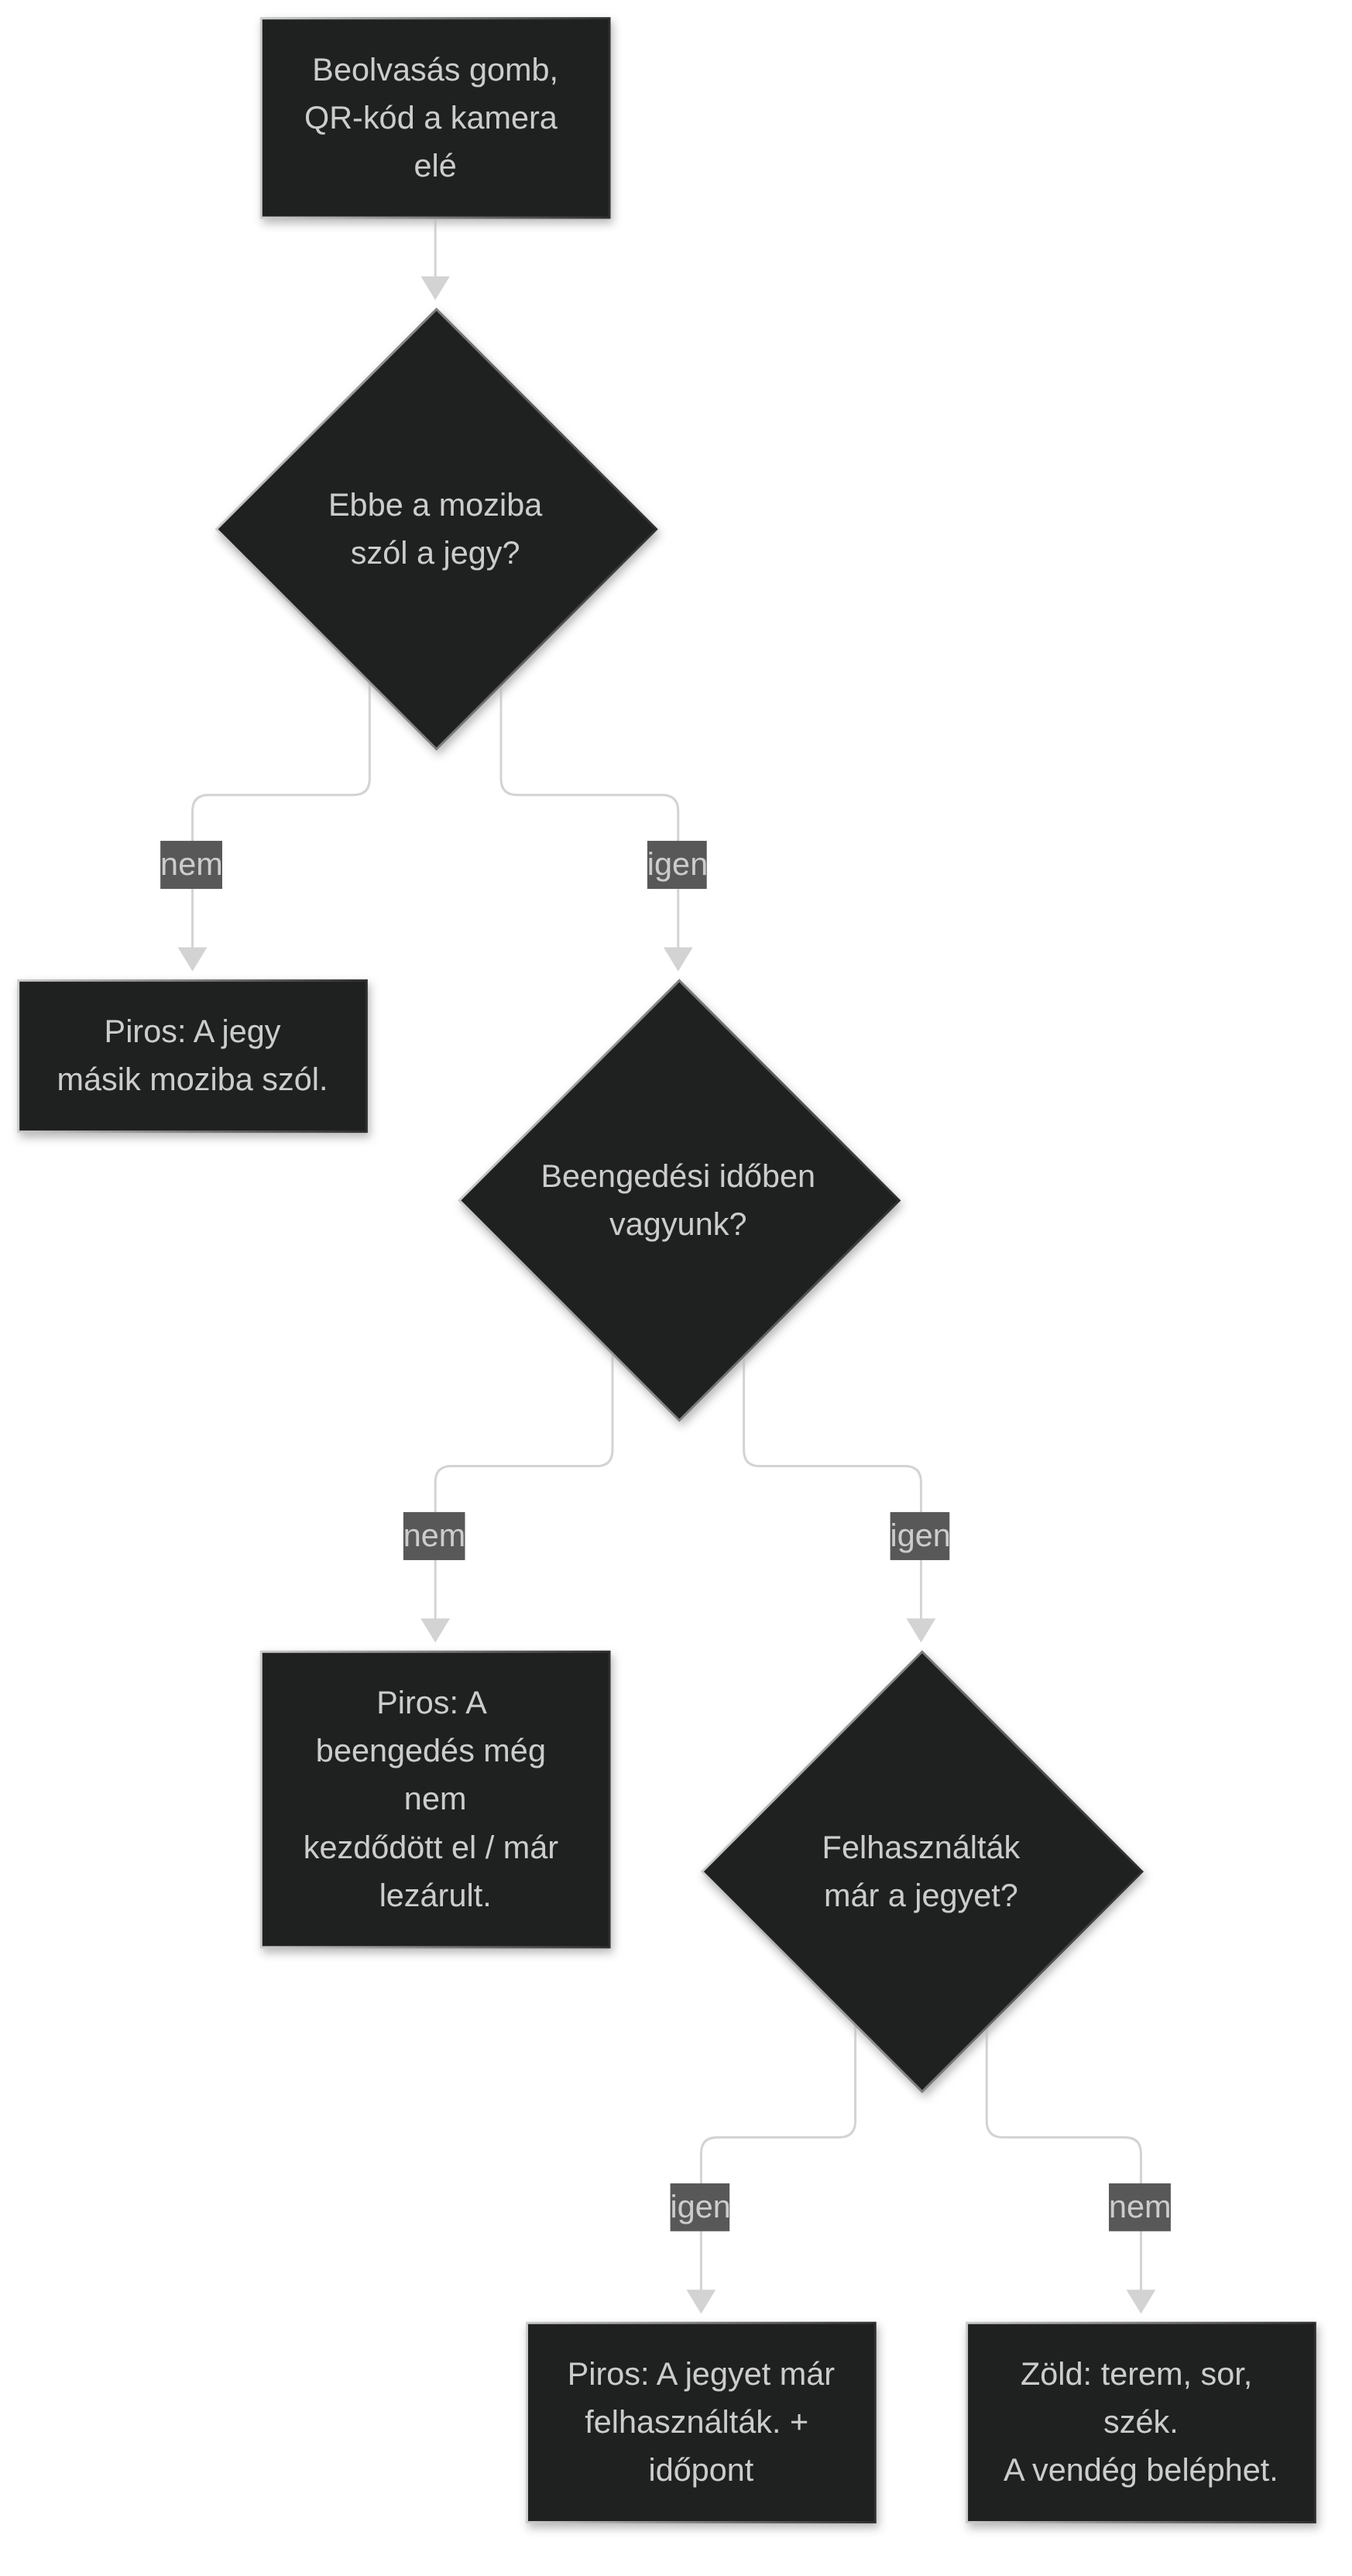 Beolvasás gomb,
QR-kód a kamera
elé
Ebbe a moziba
szól a jegy?
nem
igen
Piros: A jegy
másik moziba szól.
Beengedési időben
vagyunk?
nem
igen
Piros: A
beengedés még
nem
kezdődött el / már
lezárult.
Felhasználták
már a jegyet?
igen
nem
Piros: A jegyet már
felhasználták. +
időpont
Zöld: terem, sor,
szék.
A vendég beléphet.